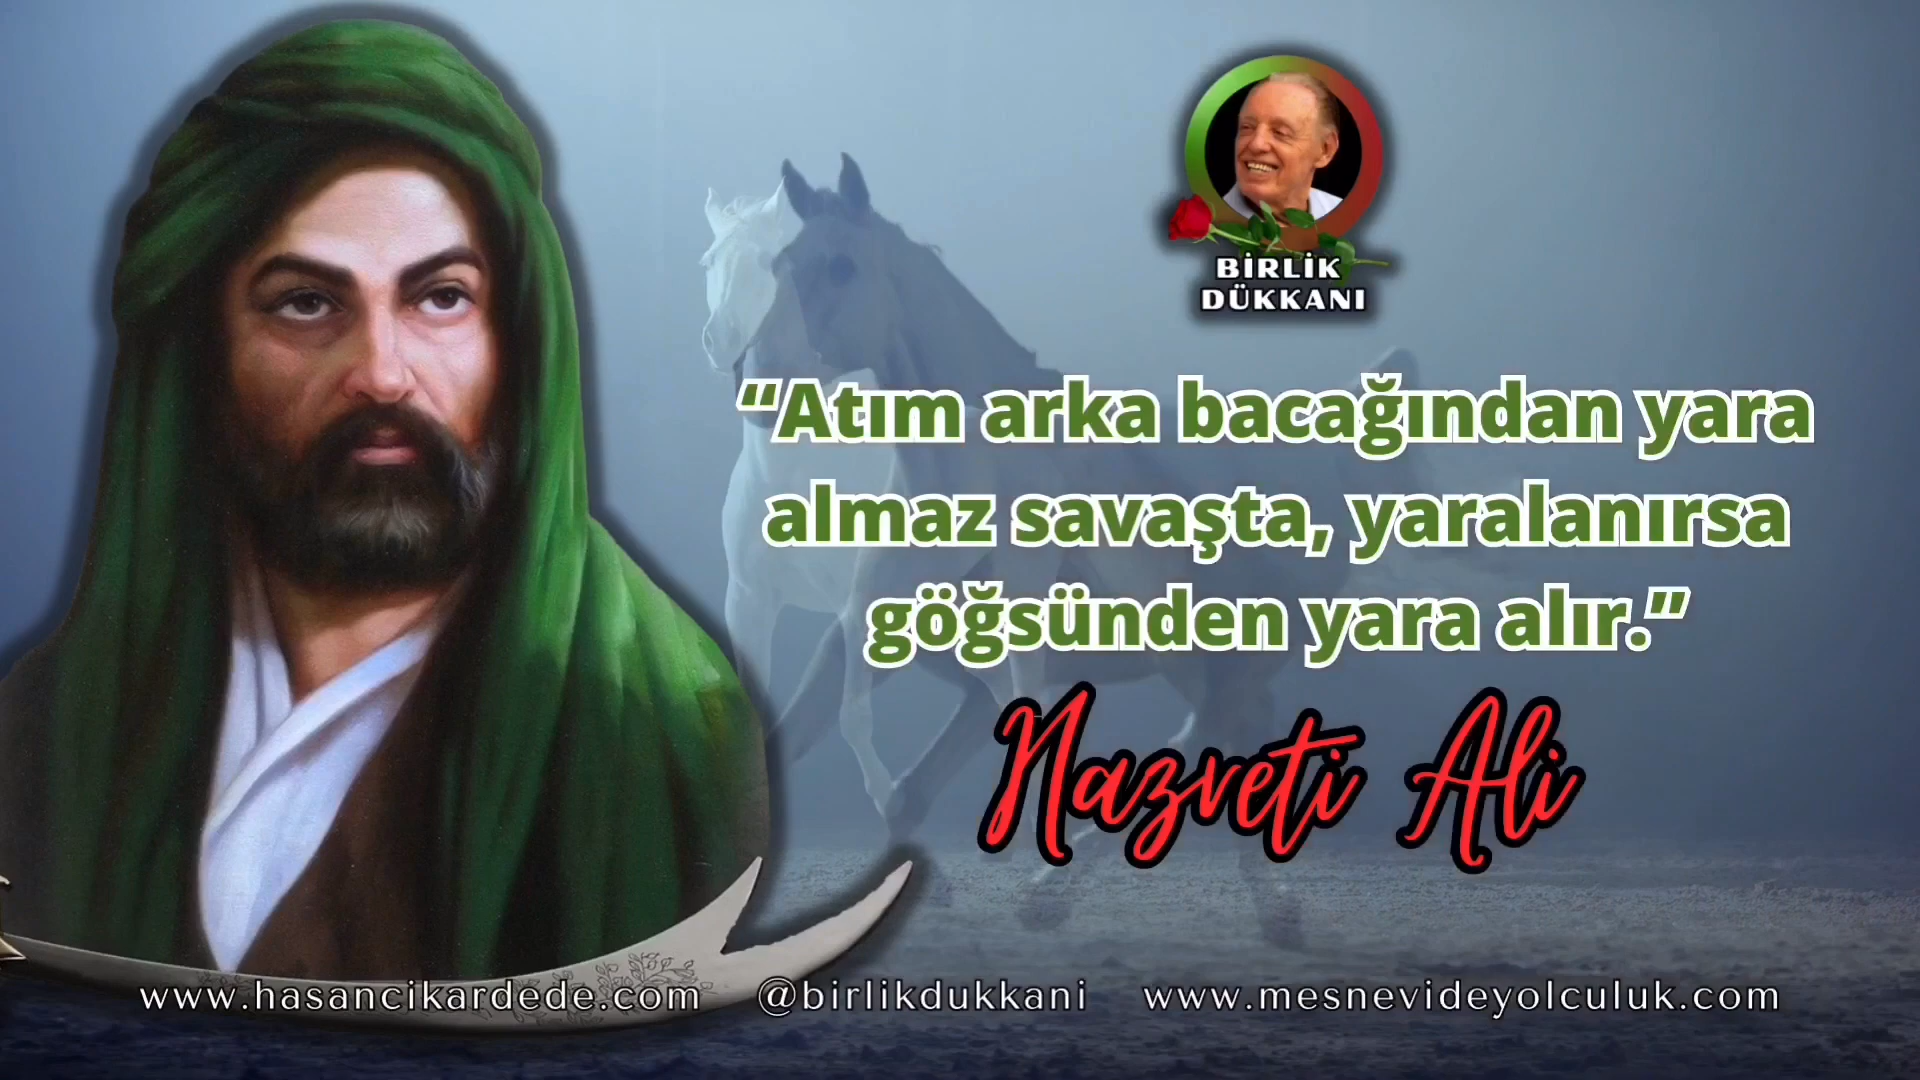 BİRLİK
DÜKKANI
“Atım arka bacağından yara
almaz savaşta, yaralanırsa
göğsünden yara alır.”
Hazreti Ali
www.hasancikardede.com @birlikdukkani www.mesnevideyolculuk.com